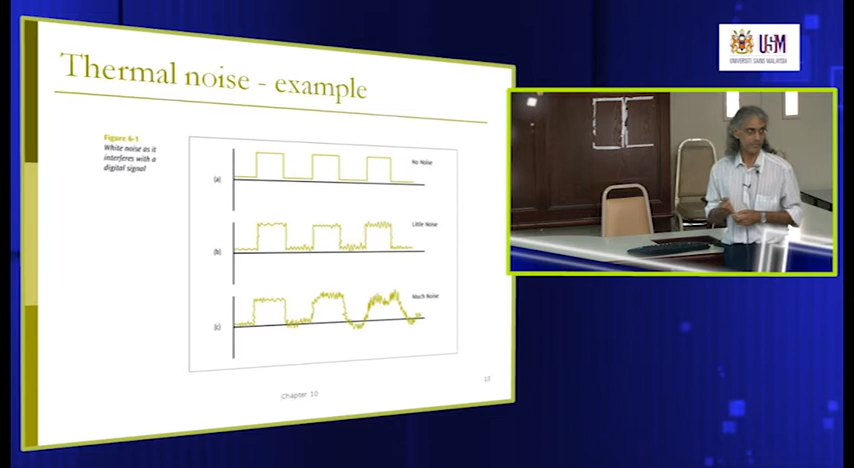 Thermal noise - example
Figure 6-1
White noise as it
interferes with a
digital signal
(a)
No Noise
(b)
Little Noise
(c)
Much Noise
Chapter 10
15
USM
UNIVERSITI SAINS MALAYSIA